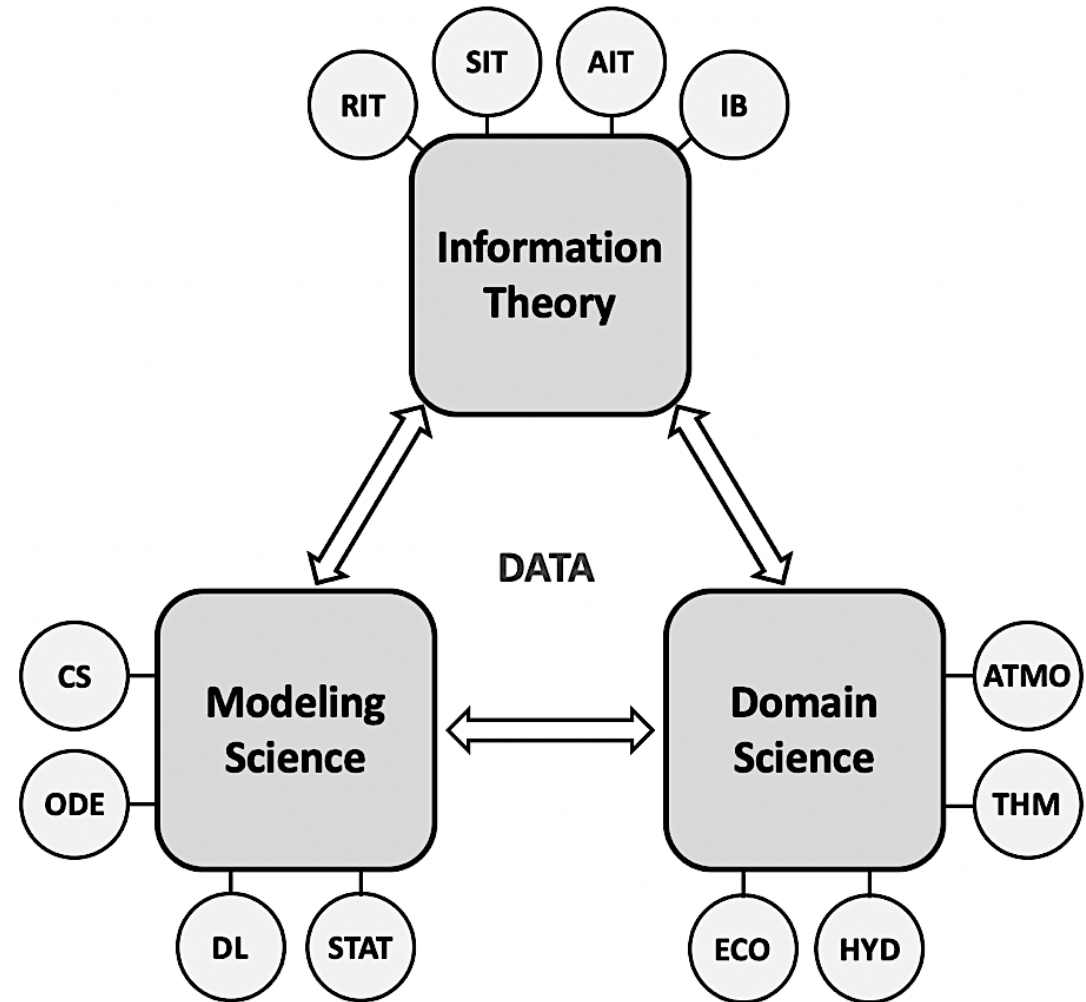 SIT
AIT
RIT
IB
Information
Theory
DATA
CS
ODE
Modeling
Science
DL
STAT
Domain
Science
ATMO
THM
ECO
HYD